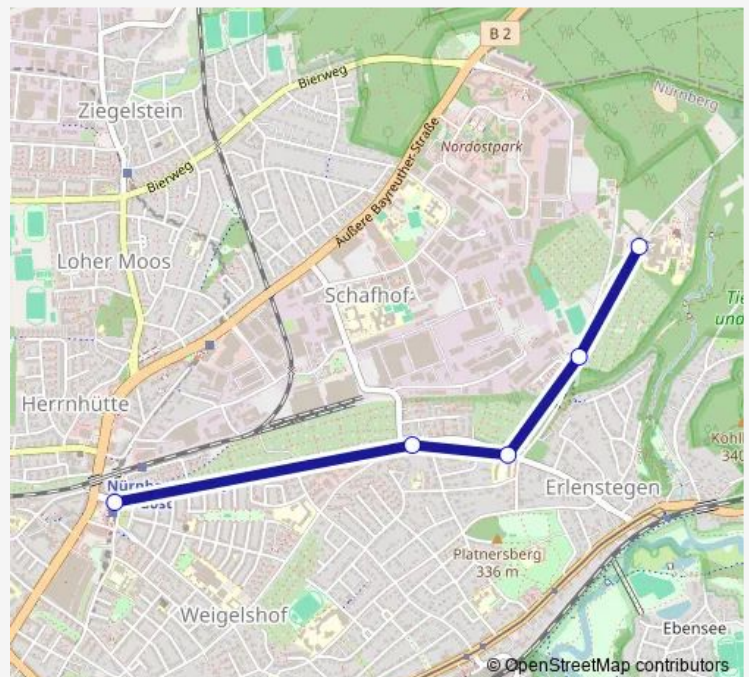 B 2
Bierweg
Ziegelstein
Nürnberg
Nordostpark
Bierweg
Äußere Bayreuther Straße
Loher Moos
Schafhof
Herrnhütte
Erlenstegen
Platnersberg
336 m
Weigelshof
Ebensee
© OpenStreetMap contributors